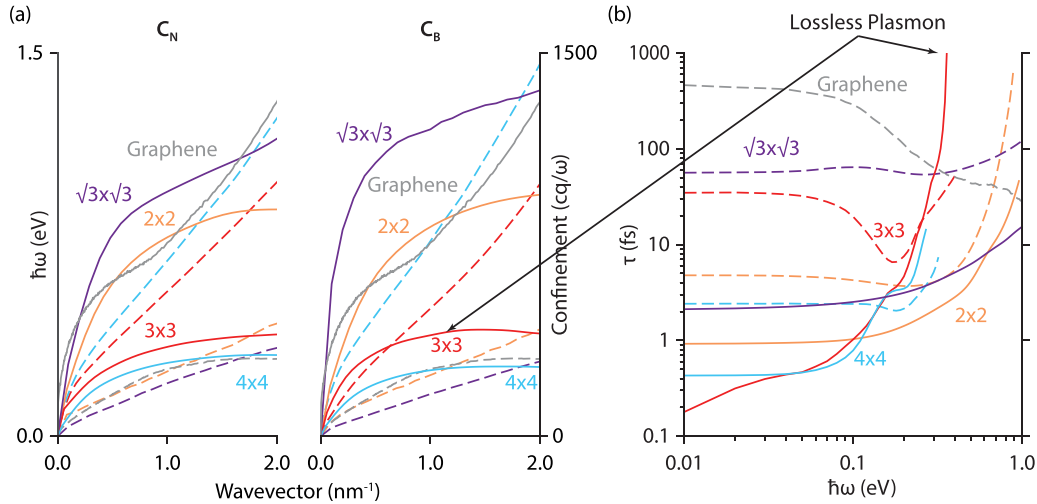 (a)
C_N
C_B
(b)
Lossless Plasmon
1.5
1500
1000
Graphene
√3x√3
Graphene
√3x√3
Graphene
√3x√3
100
2x2
2x2
3x3
10
ħω (eV)
Confinement (cq/ω)
τ (fs)
3x3
3x3
2x2
4x4
4x4
4x4
1
0.0
0
0.1
0.0
1.0
2.0
0.0
1.0
2.0
0.01
0.1
1.0
Wavevector (nm⁻¹)
ħω (eV)